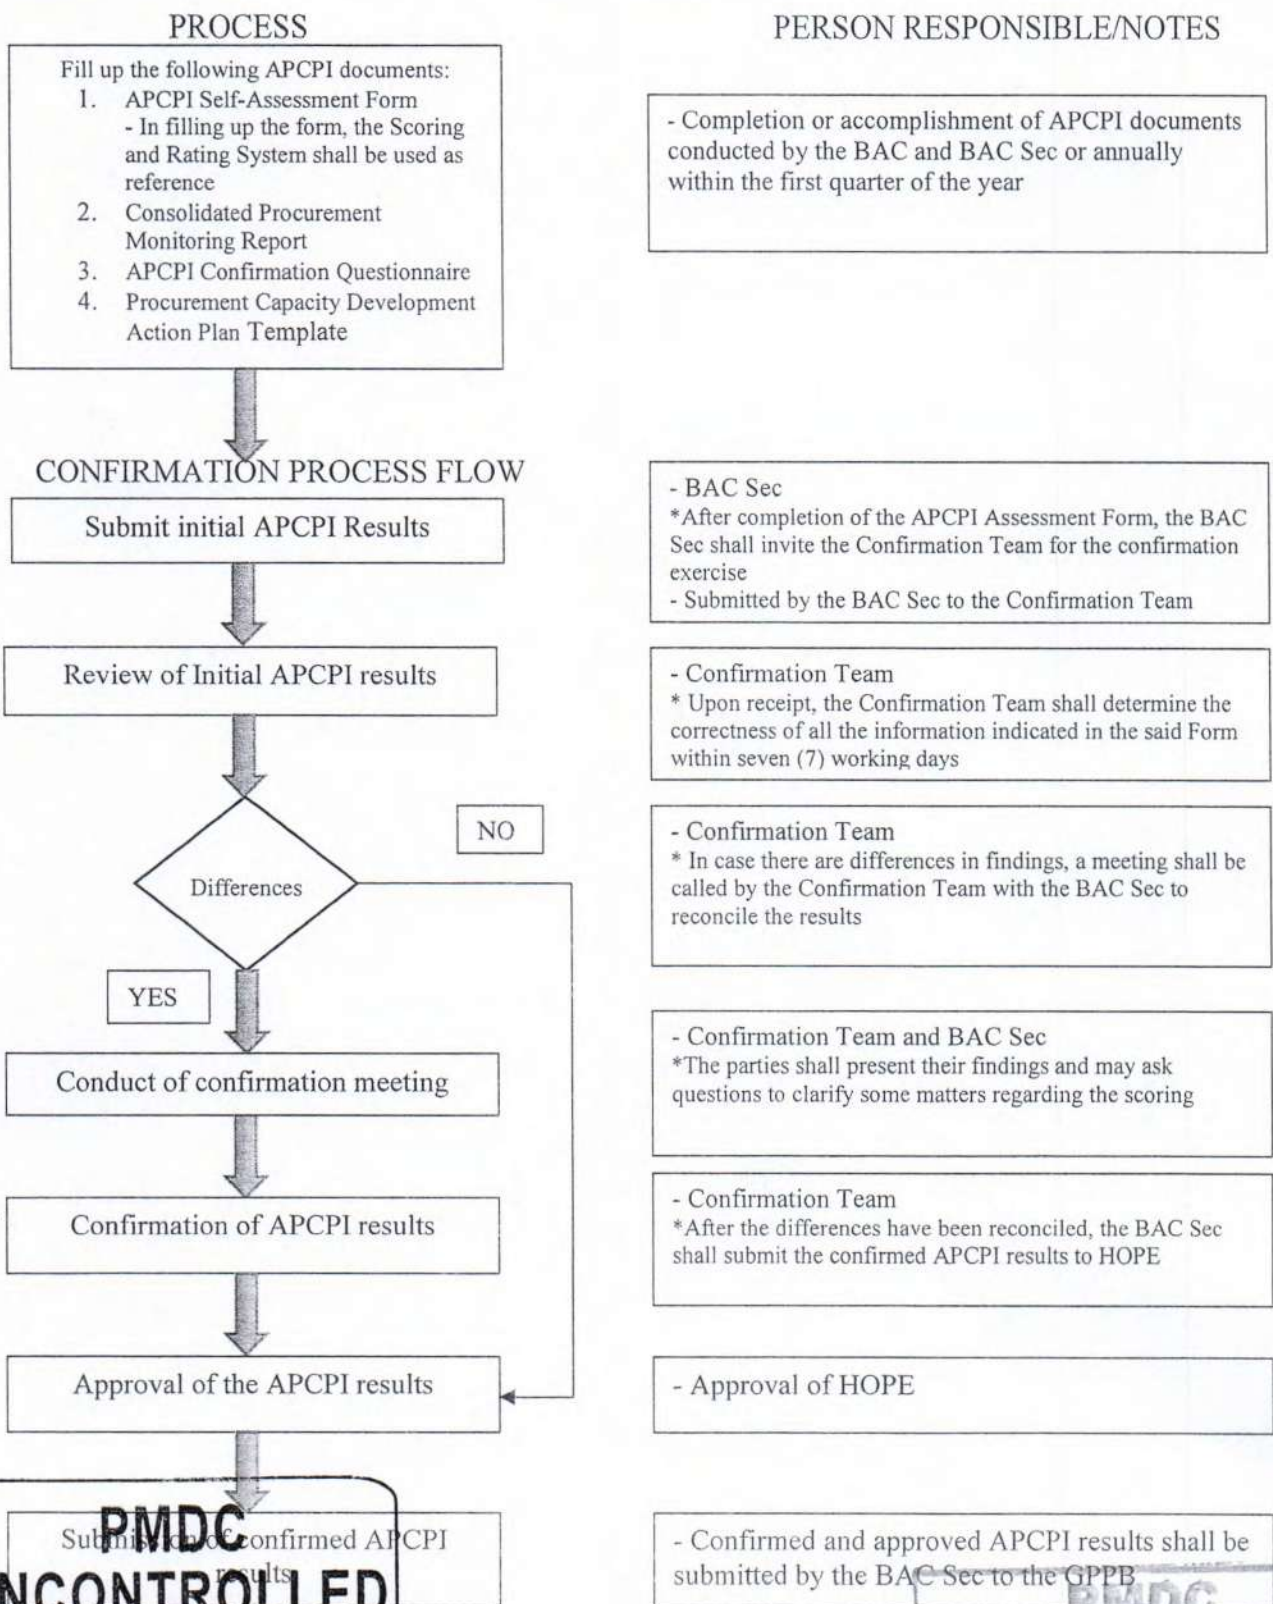 PROCESS
PERSON RESPONSIBLE/NOTES
Fill up the following APCPI documents:
1. APCPI Self-Assessment Form
- In filling up the form, the Scoring
and Rating System shall be used as
reference
2. Consolidated Procurement
Monitoring Report
3. APCPI Confirmation Questionnaire
4. Procurement Capacity Development
Action Plan Template
- Completion or accomplishment of APCPI documents
conducted by the BAC and BAC Sec or annually
within the first quarter of the year
CONFIRMATION PROCESS FLOW
Submit initial APCPI Results
- BAC Sec
*After completion of the APCPI Assessment Form, the BAC
Sec shall invite the Confirmation Team for the confirmation
exercise
- Submitted by the BAC Sec to the Confirmation Team
Review of Initial APCPI results
- Confirmation Team
* Upon receipt, the Confirmation Team shall determine the
correctness of all the information indicated in the said Form
within seven (7) working days
Differences
NO
YES
- Confirmation Team
* In case there are differences in findings, a meeting shall be
called by the Confirmation Team with the BAC Sec to
reconcile the results
Conduct of confirmation meeting
- Confirmation Team and BAC Sec
*The parties shall present their findings and may ask
questions to clarify some matters regarding the scoring
Confirmation of APCPI results
- Confirmation Team
*After the differences have been reconciled, the BAC Sec
shall submit the confirmed APCPI results to HOPE
Approval of the APCPI results
- Approval of HOPE
Submission of confirmed APCPI
results
- Confirmed and approved APCPI results shall be
submitted by the BAC Sec to the GPPB
PMDC
NCONTROLLED
PMDC